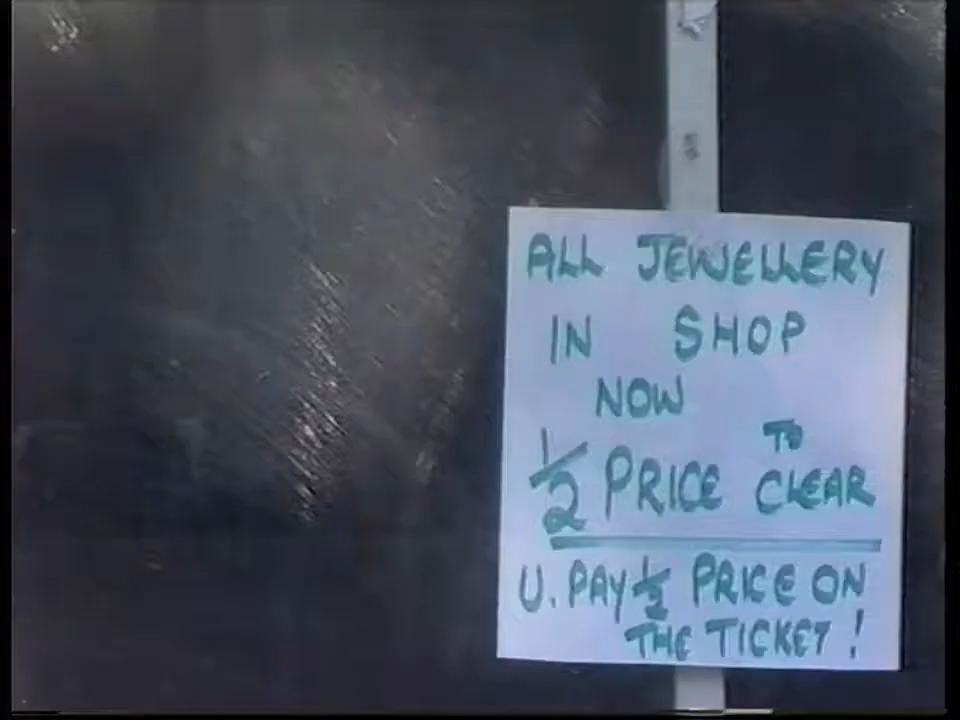 ALL JEWELLERY
IN SHOP
NOW
1/2 PRICE TO CLEAR
U. PAY 1/2 PRICE ON
THE TICKET!